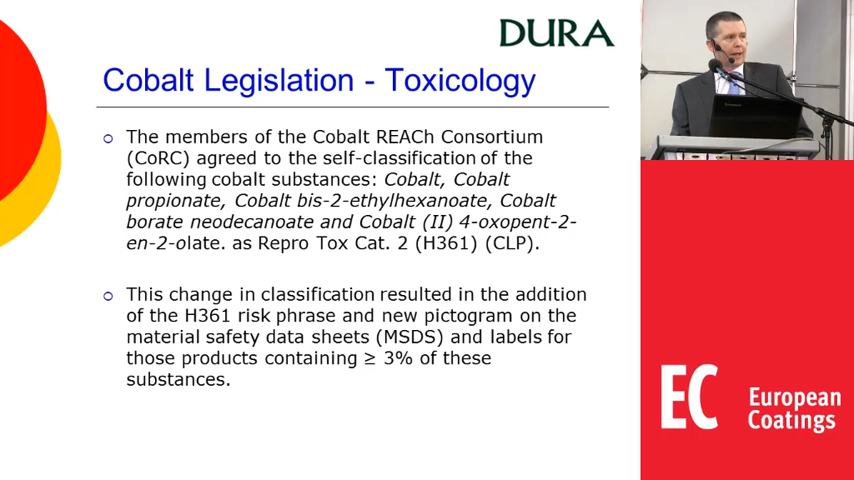 DURA
Cobalt Legislation - Toxicology
The members of the Cobalt REACh Consortium
(CoRC) agreed to the self-classification of the
following cobalt substances: Cobalt, Cobalt
propionate, Cobalt bis-2-ethylhexanoate, Cobalt
borate neodecanoate and Cobalt (II) 4-oxopent-2-
en-2-olate. as Repro Tox Cat. 2 (H361) (CLP).
This change in classification resulted in the addition
of the H361 risk phrase and new pictogram on the
material safety data sheets (MSDS) and labels for
those products containing ≥ 3% of these
substances.
EC European
Coatings